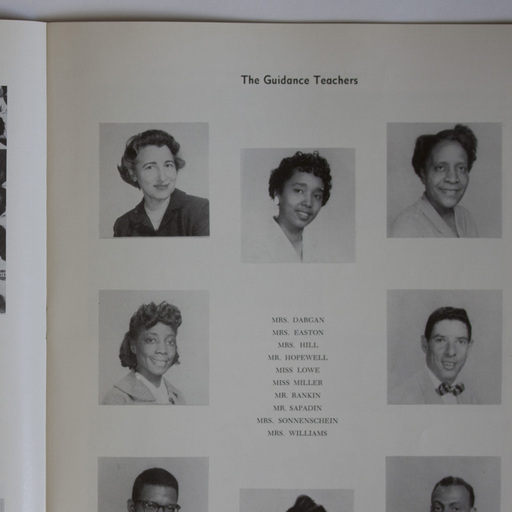 The Guidance Teachers
MRS. DARGAN
MRS. EASTON
MRS. HILL
MR. HOPEWELL
MISS LOWE
MISS MILLER
MR. RANKIN
MR. SAPADIN
MRS. SONNENSCHEIN
MRS. WILLIAMS